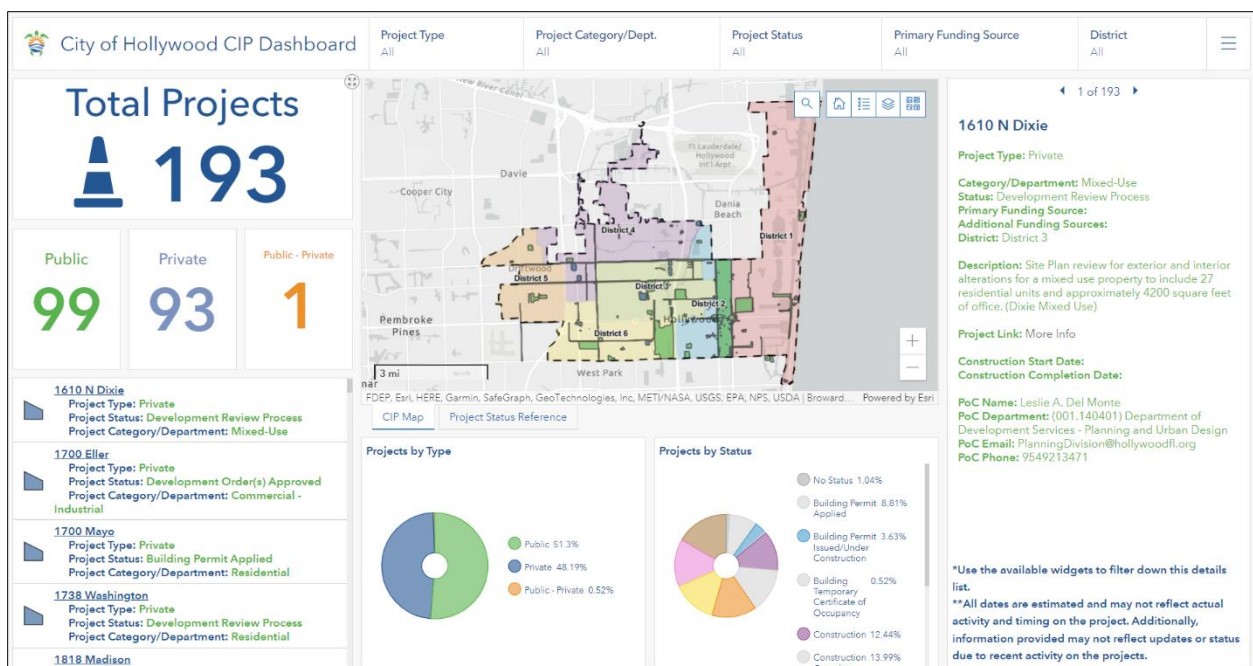 City of Hollywood CIP Dashboard
Project Type
All
Project Category/Dept.
All
Project Status
All
Primary Funding Source
All
District
All
Total Projects
193
Public
99
Private
93
Public - Private
1
1610 N Dixie
Project Type: Private
Project Status: Development Review Process
Project Category/Department: Mixed-Use
1700 Eller
Project Type: Private
Project Status: Development Order(s) Approved
Project Category/Department: Commercial -
Industrial
1700 Mayo
Project Type: Private
Project Status: Building Permit Applied
Project Category/Department: Residential
1738 Washington
Project Type: Private
Project Status: Development Review Process
Project Category/Department: Residential
1818 Madison
New River Canal
Ft Lauderdale/
Hollywood
Int'l Arpt
Davie
Cooper City
Dania
Beach
District 1
District 4
Driftwood
District 5
District 3
District 2
Pembroke
Pines
District 6
West Park
3 mi
nar
+
−
FDEP, Esri, HERE, Garmin, SafeGraph, GeoTechnologies, Inc, METI/NASA, USGS, EPA, NPS, USDA | Broward... Powered by Esri
CIP Map
Project Status Reference
Projects by Type
Public 51.3%
Private 48.19%
Public - Private 0.52%
Projects by Status
No Status 1.04%
Building Permit 8.81%
Applied
Building Permit 3.63%
Issued/Under
Construction
Building 0.52%
Temporary
Certificate of
Occupancy
Construction 12.44%
Construction 13.99%
1 of 193
1610 N Dixie
Project Type: Private
Category/Department: Mixed-Use
Status: Development Review Process
Primary Funding Source:
Additional Funding Sources:
District: District 3
Description: Site Plan review for exterior and interior
alterations for a mixed use property to include 27
residential units and approximately 4200 square feet
of office. (Dixie Mixed Use)
Project Link: More Info
Construction Start Date:
Construction Completion Date:
PoC Name: Leslie A. Del Monte
PoC Department: (001.140401) Department of
Development Services - Planning and Urban Design
PoC Email: PlanningDivision@hollywoodfl.org
PoC Phone: 9549213471
*Use the available widgets to filter down this details
list.
**All dates are estimated and may not reflect actual
activity and timing on the project. Additionally,
information provided may not reflect updates or status
due to recent activity on the projects.